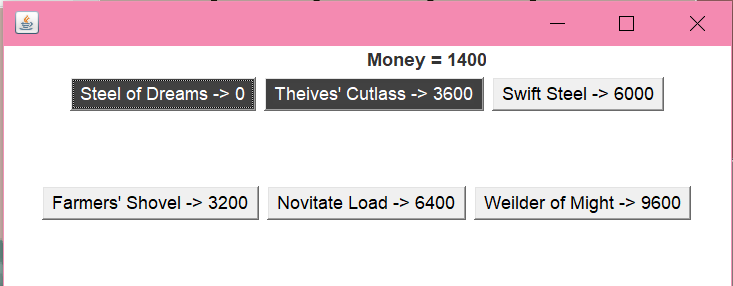 Money = 1400
Steel of Dreams -> 0 Theives' Cutlass -> 3600 Swift Steel -> 6000
Farmers' Shovel -> 3200 Novitate Load -> 6400 Weilder of Might -> 9600